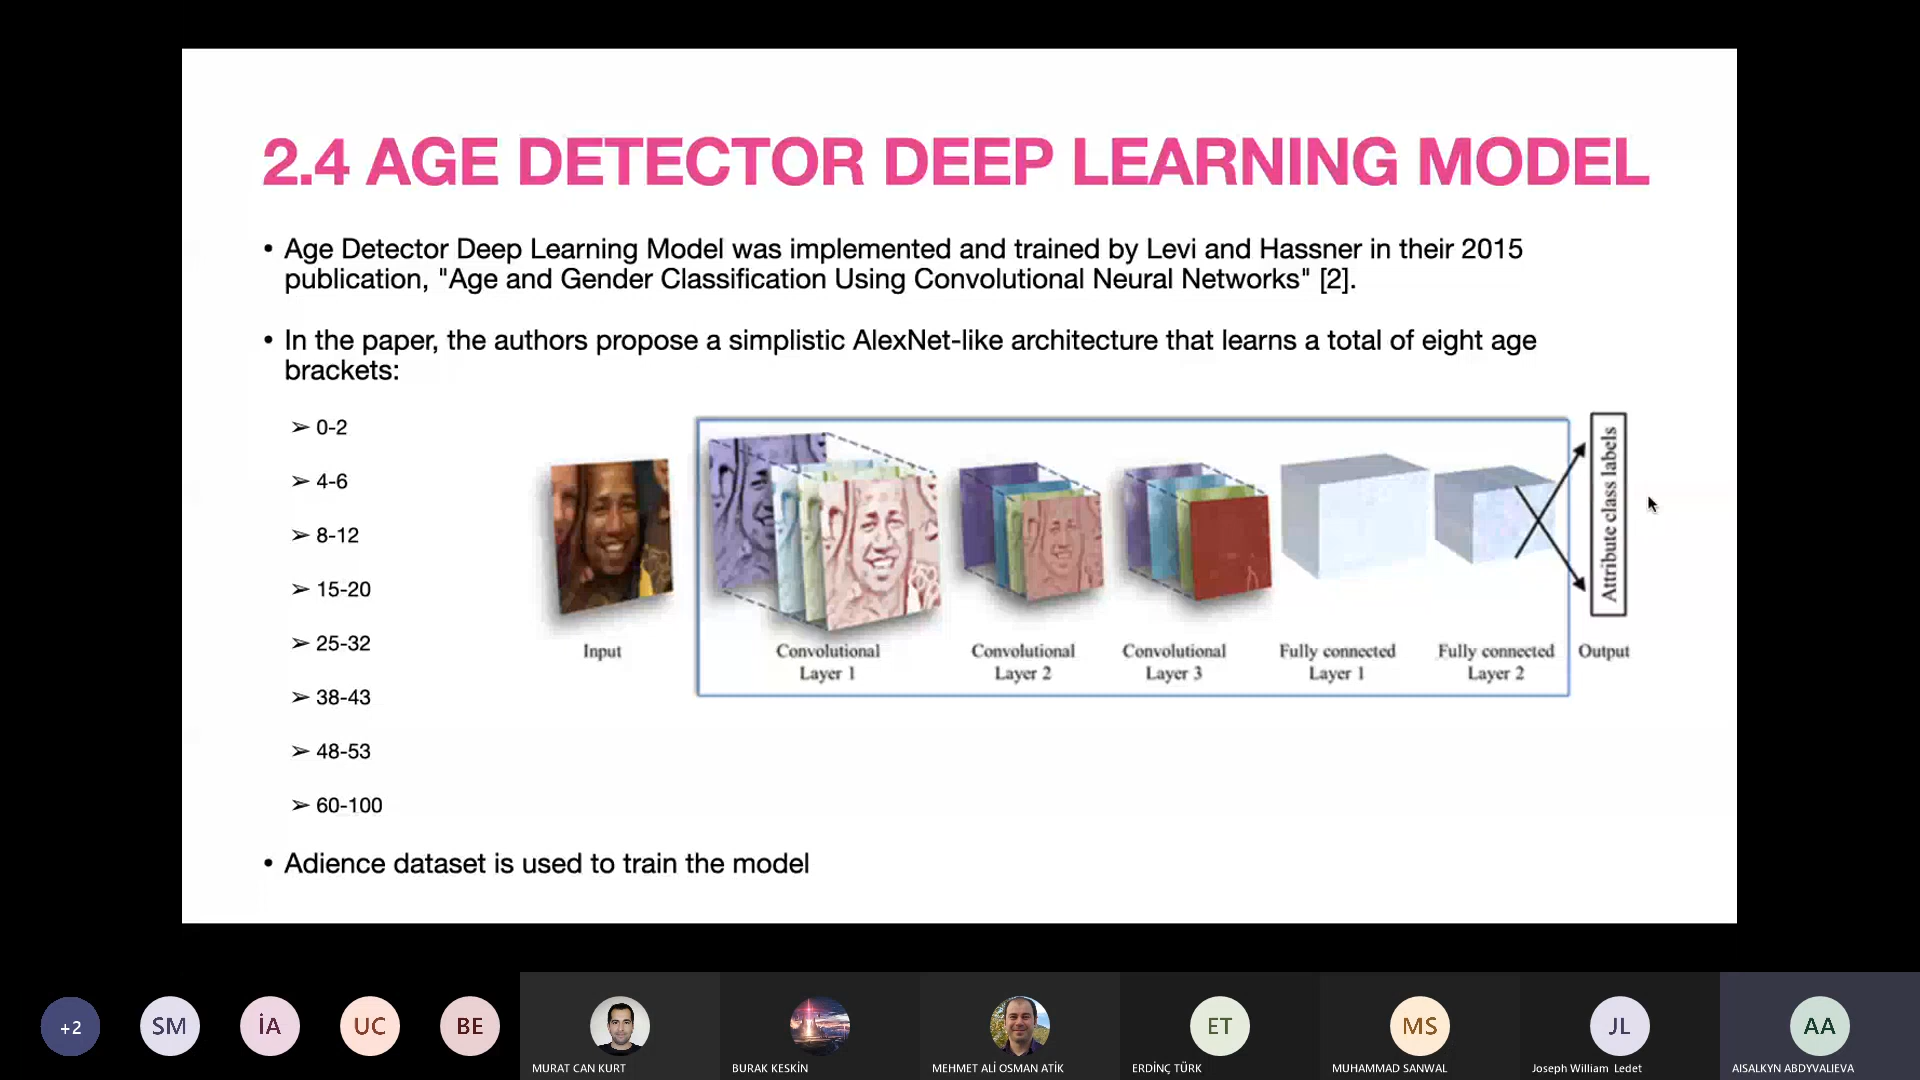 2.4 AGE DETECTOR DEEP LEARNING MODEL
• Age Detector Deep Learning Model was implemented and trained by Levi and Hassner in their 2015
publication, "Age and Gender Classification Using Convolutional Neural Networks" [2].
• In the paper, the authors propose a simplistic AlexNet-like architecture that learns a total of eight age
brackets:
➢ 0-2
➢ 4-6
➢ 8-12
➢ 15-20
➢ 25-32
➢ 38-43
➢ 48-53
➢ 60-100
Input
Convolutional
Layer 1
Convolutional
Layer 2
Convolutional
Layer 3
Fully connected
Layer 1
Fully connected
Layer 2
Output
Attribute class labels
• Adience dataset is used to train the model
+2
SM
İA
UC
BE
MURAT CAN KURT
BURAK KESKİN
MEHMET ALİ OSMAN ATİK
ET
ERDİNÇ TÜRK
MS
MUHAMMAD SANWAL
JL
Joseph William Ledet
AA
AISALKYN ABDYVALIEVA